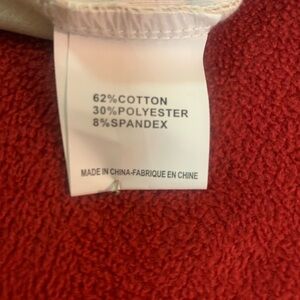 62%COTTON
30%POLYESTER
8%SPANDEX
MADE IN CHINA-FABRIQUE EN CHINE